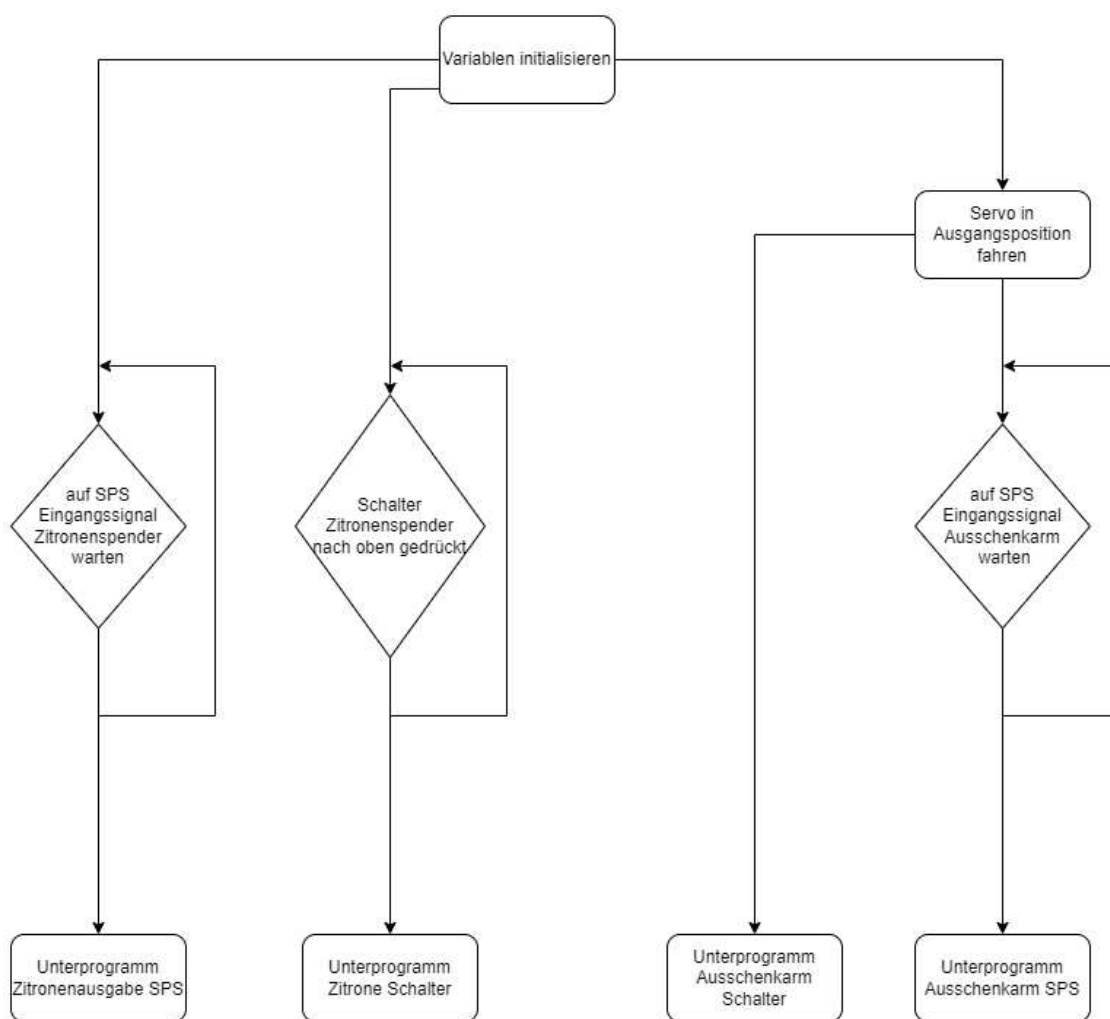 Variablen initialisieren
Servo in
Ausgangsposition
fahren
auf SPS
Eingangssignal
Zitronenspender
warten
Schalter
Zitronenspender
nach oben gedrückt
auf SPS
Eingangssignal
Ausschenkarm
warten
Unterprogramm
Zitronenausgabe SPS
Unterprogramm
Zitrone Schalter
Unterprogramm
Ausschenkarm
Schalter
Unterprogramm
Ausschenkarm SPS